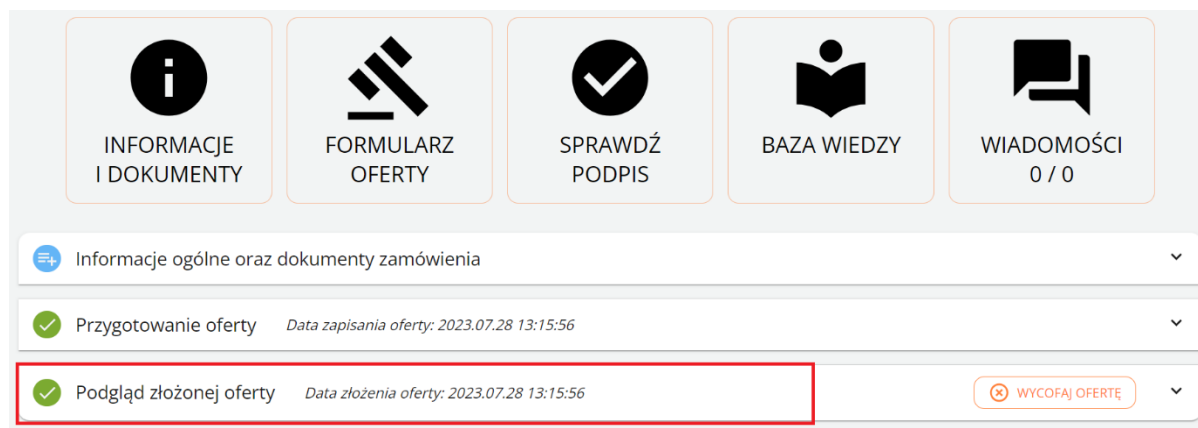 INFORMACJE
I DOKUMENTY
FORMULARZ
OFERTY
SPRAWDŹ
PODPIS
BAZA WIEDZY
WIADOMOŚCI
0 / 0
Informacje ogólne oraz dokumenty zamówienia
Przygotowanie oferty Data zapisania oferty: 2023.07.28 13:15:56
Podgląd złożonej oferty Data złożenia oferty: 2023.07.28 13:15:56 WYCOFAJ OFERTĘ